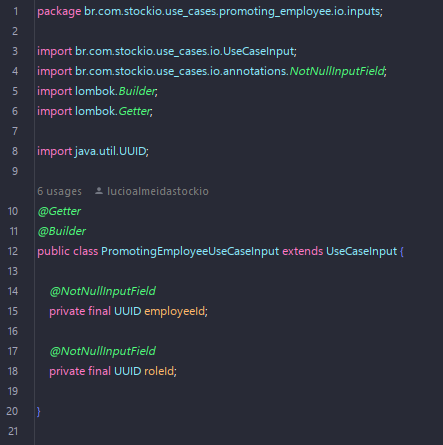 1 package br.com.stockio.use_cases.promoting_employee.io.inputs;
2
3 import br.com.stockio.use_cases.io.UseCaseInput;
4 import br.com.stockio.use_cases.io.annotations.NotNullInputField;
5 import lombok.Builder;
6 import lombok.Getter;
7
8 import java.util.UUID;
9
6 usages lucioalmeidastockio
10 @Getter
11 @Builder
12 public class PromotingEmployeeUseCaseInput extends UseCaseInput {
13
14 @NotNullInputField
15 private final UUID employeeId;
16
17 @NotNullInputField
18 private final UUID roleId;
19
20 }
21